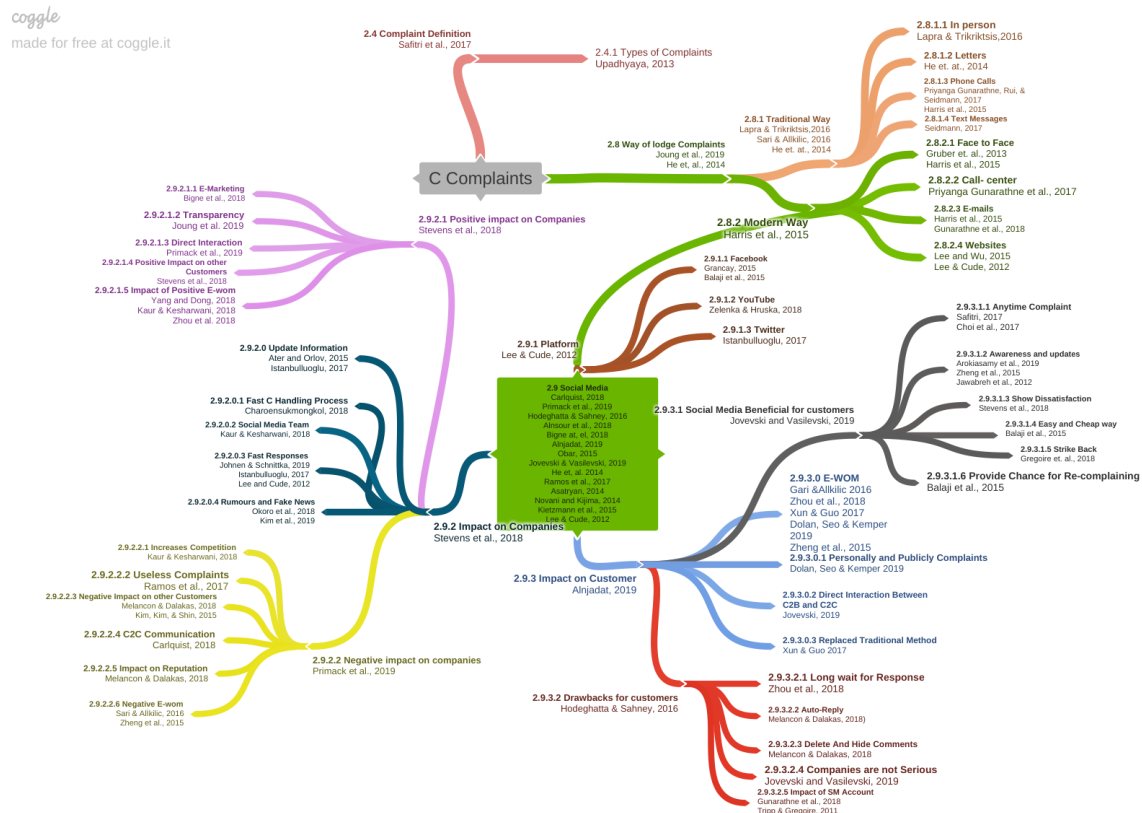 coggle
made for free at coggle.it
2.4 Complaint Definition
Safitri et al., 2017
2.4.1 Types of Complaints
Upadhyaya, 2013
C Complaints
2.8 Way of lodge Complaints
Joung et al., 2019
He et, al., 2014
2.8.1 Traditional Way
Lapra & Trikriktsis,2016
Sari & Allkilic, 2016
He et. al., 2014
2.8.1.1 In person
Lapra & Trikriktsis,2016
2.8.1.2 Letters
He et. at., 2014
2.8.1.3 Phone Calls
Priyanga Gunarathne, Rui, &
Seidmann, 2017
Harris et al., 2015
2.8.1.4 Text Messages
Seidmann, 2017
2.8.2 Modern Way
Harris et al., 2015
2.8.2.1 Face to Face
Gruber et. al., 2013
Harris et al., 2015
2.8.2.2 Call- center
Priyanga Gunarathne et al., 2017
2.8.2.3 E-mails
Harris et al., 2015
Gunarathne et al., 2018
2.8.2.4 Websites
Lee and Wu, 2015
Lee & Cude, 2012
2.9.1 Platform
Lee & Cude, 2012
2.9.1.1 Facebook
Grancay, 2015
Balaji et al., 2015
2.9.1.2 YouTube
Zelenka & Hruska, 2018
2.9.1.3 Twitter
Istanbulluoglu, 2017
2.9 Social Media
Carlquist, 2018
Primack et al., 2019
Hodeghatta & Sahney, 2016
Alnsour et al., 2018
Bigne at, el, 2018
Alnjadat, 2019
Obar, 2015
Jovevski & Vasilevski, 2019
He et, al. 2014
Ramos et al., 2017
Asatryan, 2014
Novani and Kijima, 2014
Kietzmann et al., 2015
Lee & Cude, 2012
2.9.2 Impact on Companies
Stevens et al., 2018
2.9.2.1 Positive impact on Companies
Stevens et al., 2018
2.9.2.1.1 E-Marketing
Bigne et al., 2018
2.9.2.1.2 Transparency
Joung et al. 2019
2.9.2.1.3 Direct Interaction
Primack et al., 2019
2.9.2.1.4 Positive Impact on other
Customers
Stevens et al., 2018
2.9.2.1.5 Impact of Positive E-wom
Yang and Dong, 2018
Kaur & Kesharwani, 2018
Zhou et al. 2018
2.9.2.0 Update Information
Ater and Orlov, 2015
Istanbulluoglu, 2017
2.9.2.0.1 Fast C Handling Process
Charoensukmongkol, 2018
2.9.2.0.2 Social Media Team
Kaur & Kesharwani, 2018
2.9.2.0.3 Fast Responses
Johnen & Schnittka, 2019
Istanbulluoglu, 2017
Lee and Cude, 2012
2.9.2.0.4 Rumours and Fake News
Okoro et al., 2018
Kim et al., 2019
2.9.2.2 Negative impact on companies
Primack et al., 2019
2.9.2.2.1 Increases Competition
Kaur & Kesharwani, 2018
2.9.2.2.2 Useless Complaints
Ramos et al., 2017
2.9.2.2.3 Negative Impact on other Customers
Melancon & Dalakas, 2018
Kim, Kim, & Shin, 2015
2.9.2.2.4 C2C Communication
Carlquist, 2018
2.9.2.2.5 Impact on Reputation
Melancon & Dalakas, 2018
2.9.2.2.6 Negative E-wom
Sari & Allkilic, 2016
Zheng et al., 2015
2.9.3 Impact on Customer
Alnjadat, 2019
2.9.3.1 Social Media Beneficial for customers
Jovevski and Vasilevski, 2019
2.9.3.1.1 Anytime Complaint
Safitri, 2017
Choi et al., 2017
2.9.3.1.2 Awareness and updates
Arokiasamy et al., 2019
Zheng et al., 2015
Jawabreh et al., 2012
2.9.3.1.3 Show Dissatisfaction
Stevens et al., 2018
2.9.3.1.4 Easy and Cheap way
Balaji et al., 2015
2.9.3.1.5 Strike Back
Gregoire et. al., 2018
2.9.3.1.6 Provide Chance for Re-complaining
Balaji et al., 2015
2.9.3.0 E-WOM
Gari &Allkilic 2016
Zhou et al., 2018
Xun & Guo 2017
Dolan, Seo & Kemper
2019
Zheng et al., 2015
2.9.3.0.1 Personally and Publicly Complaints
Dolan, Seo & Kemper 2019
2.9.3.0.2 Direct Interaction Between
C2B and C2C
Jovevski, 2019
2.9.3.0.3 Replaced Traditional Method
Xun & Guo 2017
2.9.3.2 Drawbacks for customers
Hodeghatta & Sahney, 2016
2.9.3.2.1 Long wait for Response
Zhou et al., 2018
2.9.3.2.2 Auto-Reply
Melancon & Dalakas, 2018)
2.9.3.2.3 Delete And Hide Comments
Melancon & Dalakas, 2018
2.9.3.2.4 Companies are not Serious
Jovevski and Vasilevski, 2019
2.9.3.2.5 Impact of SM Account
Gunarathne et al., 2018
Tripp & Gregoire, 2011